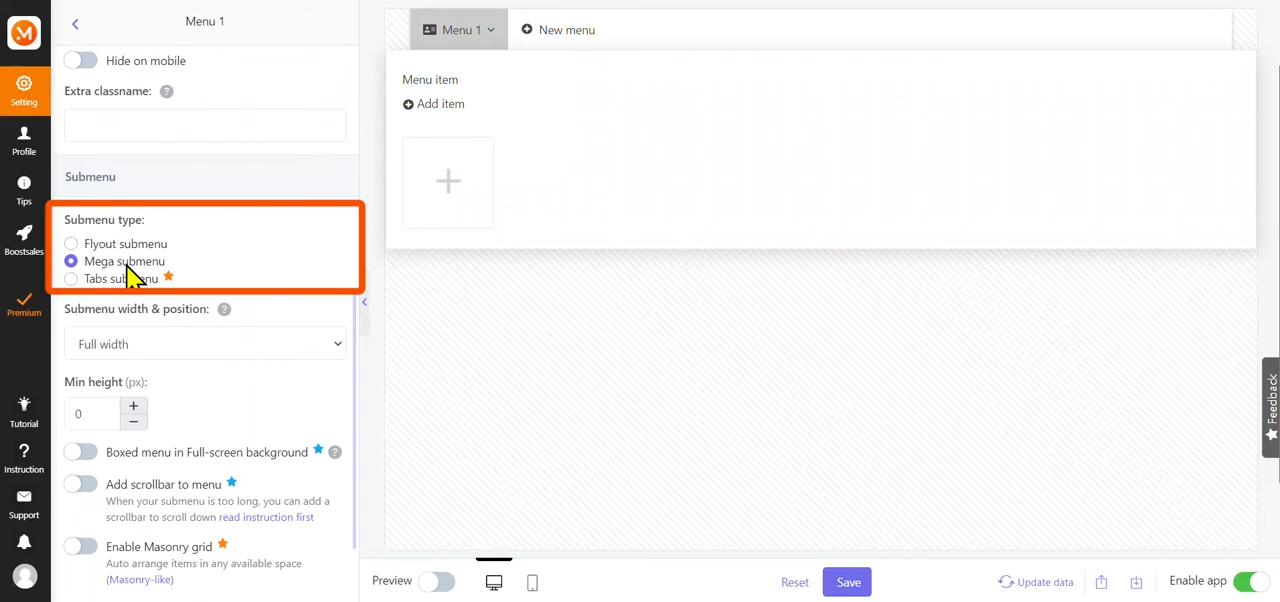 Menu 1
Hide on mobile
Extra classname: ?
Submenu
Submenu type:
Flyout submenu
Mega submenu
Tabs submenu
Submenu width & position: ?
Full width
Min height (px):
0
+
−
Boxed menu in Full-screen background ?
Add scrollbar to menu
When your submenu is too long, you can add a
scrollbar to scroll down read instruction first
Enable Masonry grid
Auto arrange items in any available space
(Masonry-like)
Setting
Profile
Tips
Boostsales
Premium
Tutorial
Instruction
Support
Menu 1
New menu
Menu item
Add item
Feedback
Preview
Reset
Save
Update data
Enable app